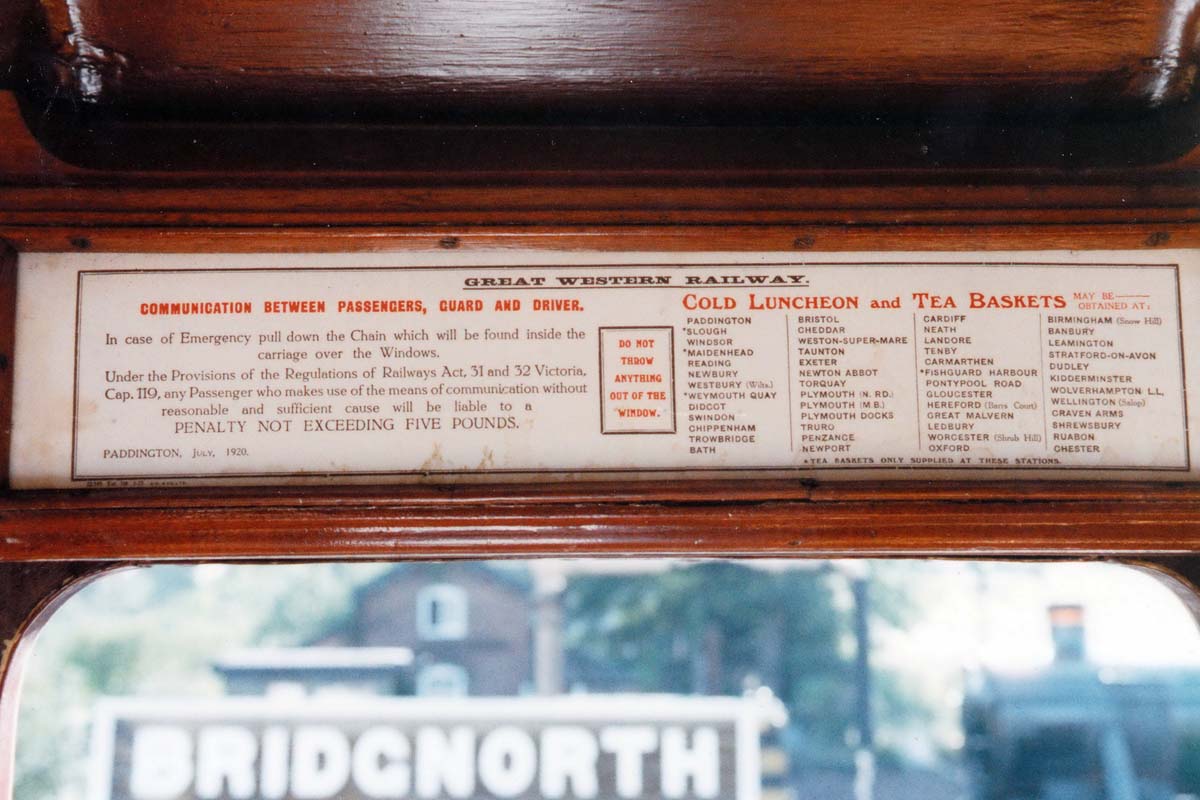 GREAT WESTERN RAILWAY.
COMMUNICATION BETWEEN PASSENGERS, GUARD AND DRIVER.
In case of Emergency pull down the Chain which will be found inside the
carriage over the Windows.
Under the Provisions of the Regulations of Railways Act, 31 and 32 Victoria,
Cap. 119, any Passenger who makes use of the means of communication without
reasonable and sufficient cause will be liable to a
PENALTY NOT EXCEEDING FIVE POUNDS.
PADDINGTON, JULY, 1920.
DO NOT
THROW
ANYTHING
OUT OF THE
WINDOW.
COLD LUNCHEON and TEA BASKETS MAY BE
OBTAINED AT:
PADDINGTON
*SLOUGH
WINDSOR
*MAIDENHEAD
READING
NEWBURY
WESTBURY (Wilts.)
*WEYMOUTH QUAY
DIDCOT
SWINDON
CHIPPENHAM
TROWBRIDGE
BATH
BRISTOL
CHEDDAR
WESTON-SUPER-MARE
TAUNTON
EXETER
NEWTON ABBOT
TORQUAY
PLYMOUTH (N. RD.)
PLYMOUTH (M.B.)
PLYMOUTH DOCKS
TRURO
PENZANCE
NEWPORT
CARDIFF
NEATH
LANDORE
TENBY
CARMARTHEN
*FISHGUARD HARBOUR
PONTYPOOL ROAD
GLOUCESTER
HEREFORD (Barrs Court)
GREAT MALVERN
LEDBURY
WORCESTER (Shrub Hill)
OXFORD
BIRMINGHAM (Snow Hill)
BANBURY
LEAMINGTON
STRATFORD-ON-AVON
DUDLEY
KIDDERMINSTER
WOLVERHAMPTON L.L.
WELLINGTON (Salop)
CRAVEN ARMS
SHREWSBURY
RUABON
CHESTER
*TEA BASKETS ONLY SUPPLIED AT THESE STATIONS.
BRIDGNORTH